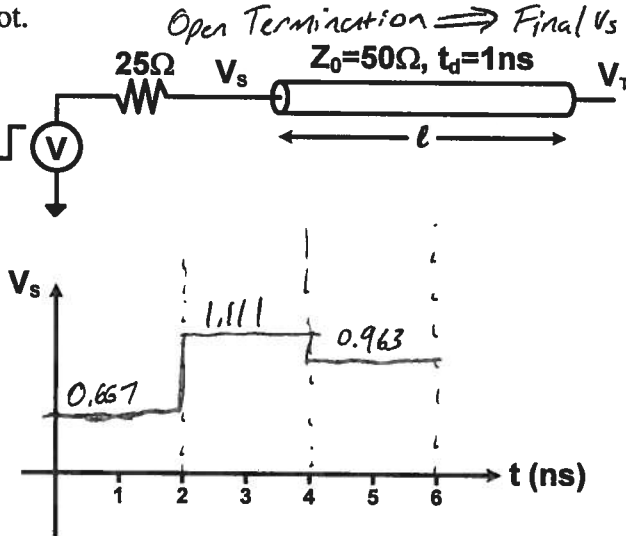 ot.
Open Termination ⟹ Final Vs
25Ω
Vs
Z₀=50Ω, t_d=1ns
V
ℓ
Vs
1.111
0.963
0.667
1 2 3 4 5 6
t (ns)